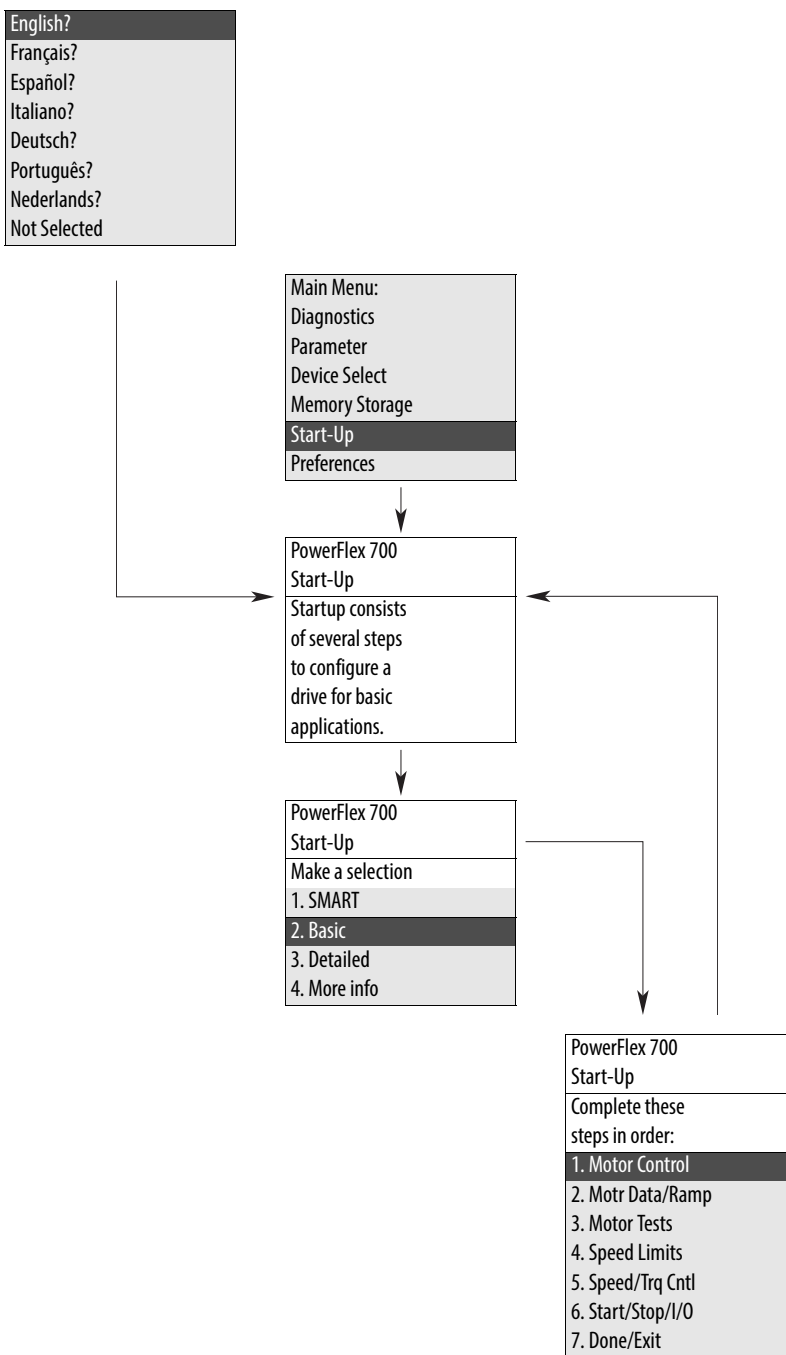 English?
Français?
Español?
Italiano?
Deutsch?
Português?
Nederlands?
Not Selected
Main Menu:
Diagnostics
Parameter
Device Select
Memory Storage
Start-Up
Preferences
PowerFlex 700
Start-Up
Startup consists
of several steps
to configure a
drive for basic
applications.
PowerFlex 700
Start-Up
Make a selection
1. SMART
2. Basic
3. Detailed
4. More info
PowerFlex 700
Start-Up
Complete these
steps in order:
1. Motor Control
2. Motr Data/Ramp
3. Motor Tests
4. Speed Limits
5. Speed/Trq Cntl
6. Start/Stop/I/O
7. Done/Exit